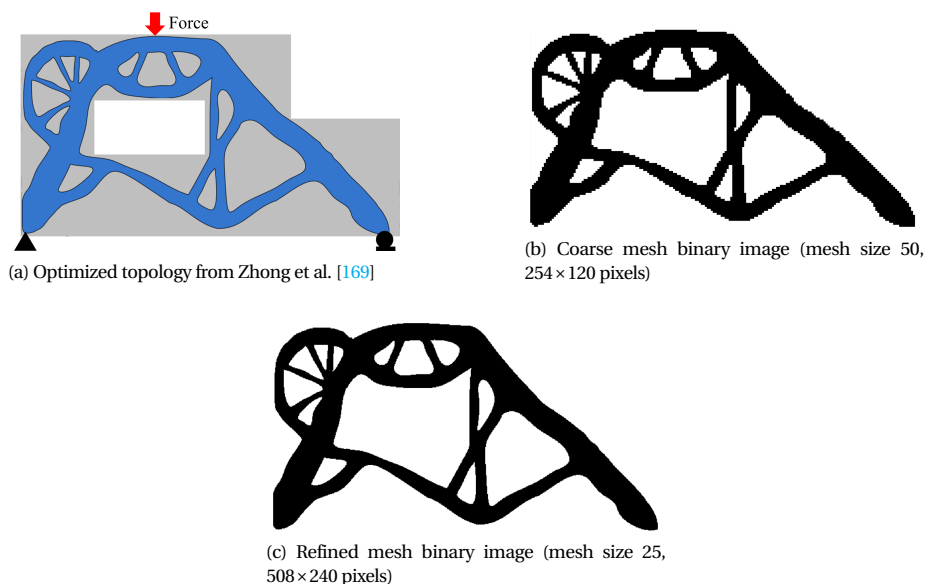 Force
(a) Optimized topology from Zhong et al. [169]
(b) Coarse mesh binary image (mesh size 50,
254×120 pixels)
(c) Refined mesh binary image (mesh size 25,
508×240 pixels)